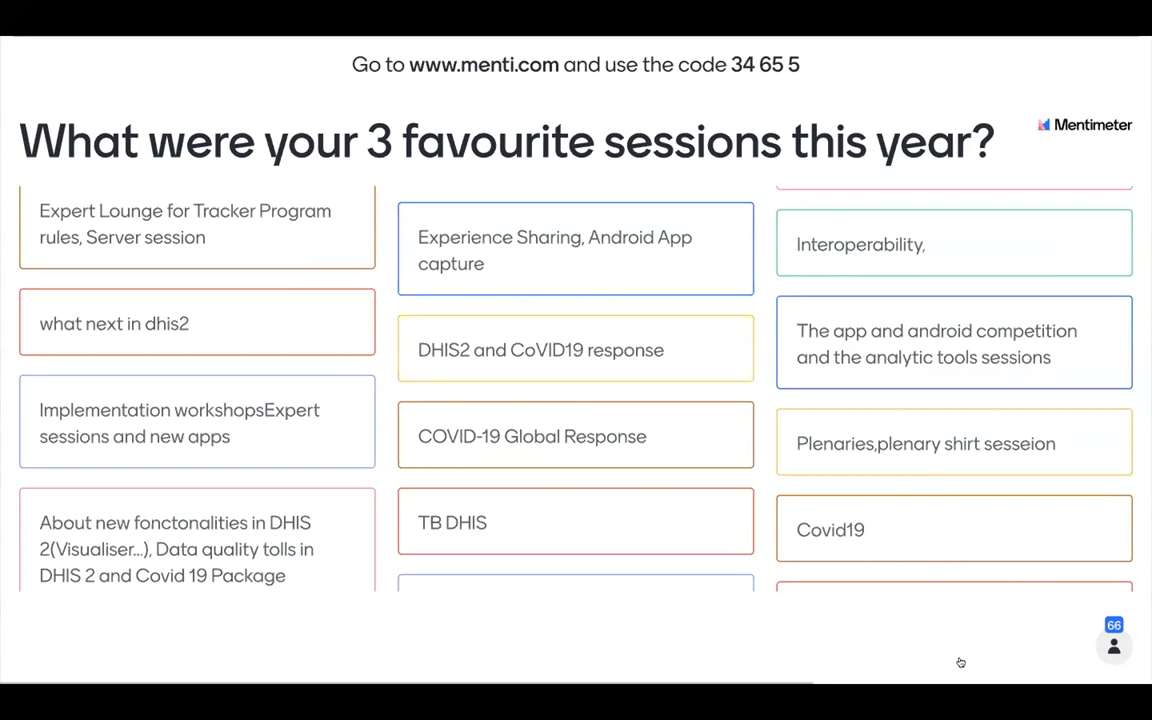 Go to www.menti.com and use the code 34 65 5
What were your 3 favourite sessions this year?
Mentimeter
Expert Lounge for Tracker Program
rules, Server session
what next in dhis2
Implementation workshopsExpert
sessions and new apps
About new fonctonalities in DHIS
2(Visualiser...), Data quality tolls in
DHIS 2 and Covid 19 Package
Experience Sharing, Android App
capture
DHIS2 and CoVID19 response
COVID-19 Global Response
TB DHIS
Interoperability,
The app and android competition
and the analytic tools sessions
Plenaries,plenary shirt sesseion
Covid19
66